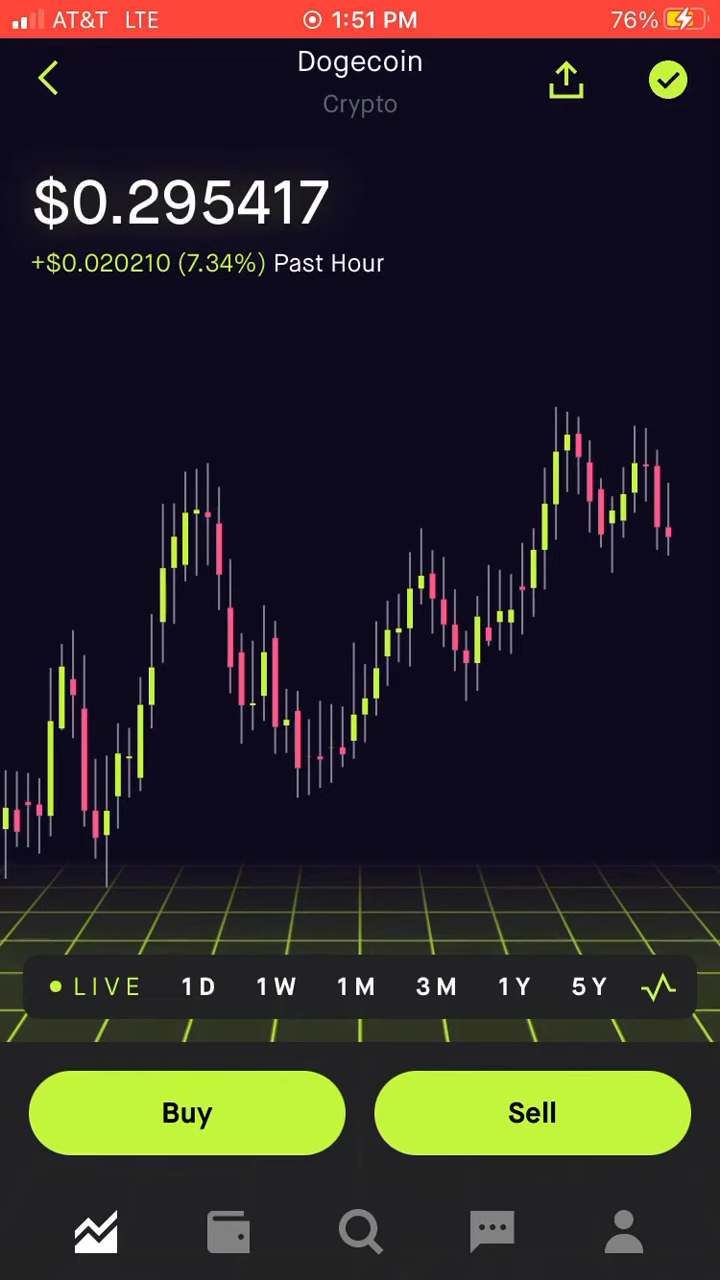 AT&T LTE 1:51 PM 76%
Dogecoin
Crypto
$0.295417
+$0.020210 (7.34%) Past Hour
LIVE 1D 1W 1M 3M 1Y 5Y
Buy Sell